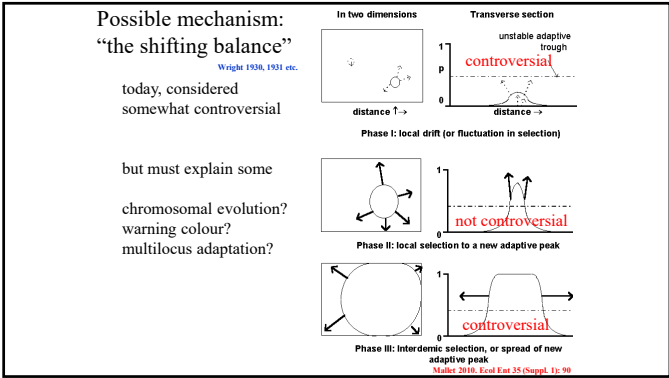 Possible mechanism:
“the shifting balance”
Wright 1930, 1931 etc.
today, considered
somewhat controversial
but must explain some
chromosomal evolution?
warning colour?
multilocus adaptation?
In two dimensions
Transverse section
unstable adaptive
trough
controversial
1
p
0
distance ↑→
distance →
Phase I: local drift (or fluctuation in selection)
1
not controversial
0
Phase II: local selection to a new adaptive peak
1
controversial
0
Phase III: Interdemic selection, or spread of new
adaptive peak
Mallet 2010. Ecol Ent 35 (Suppl. 1): 90